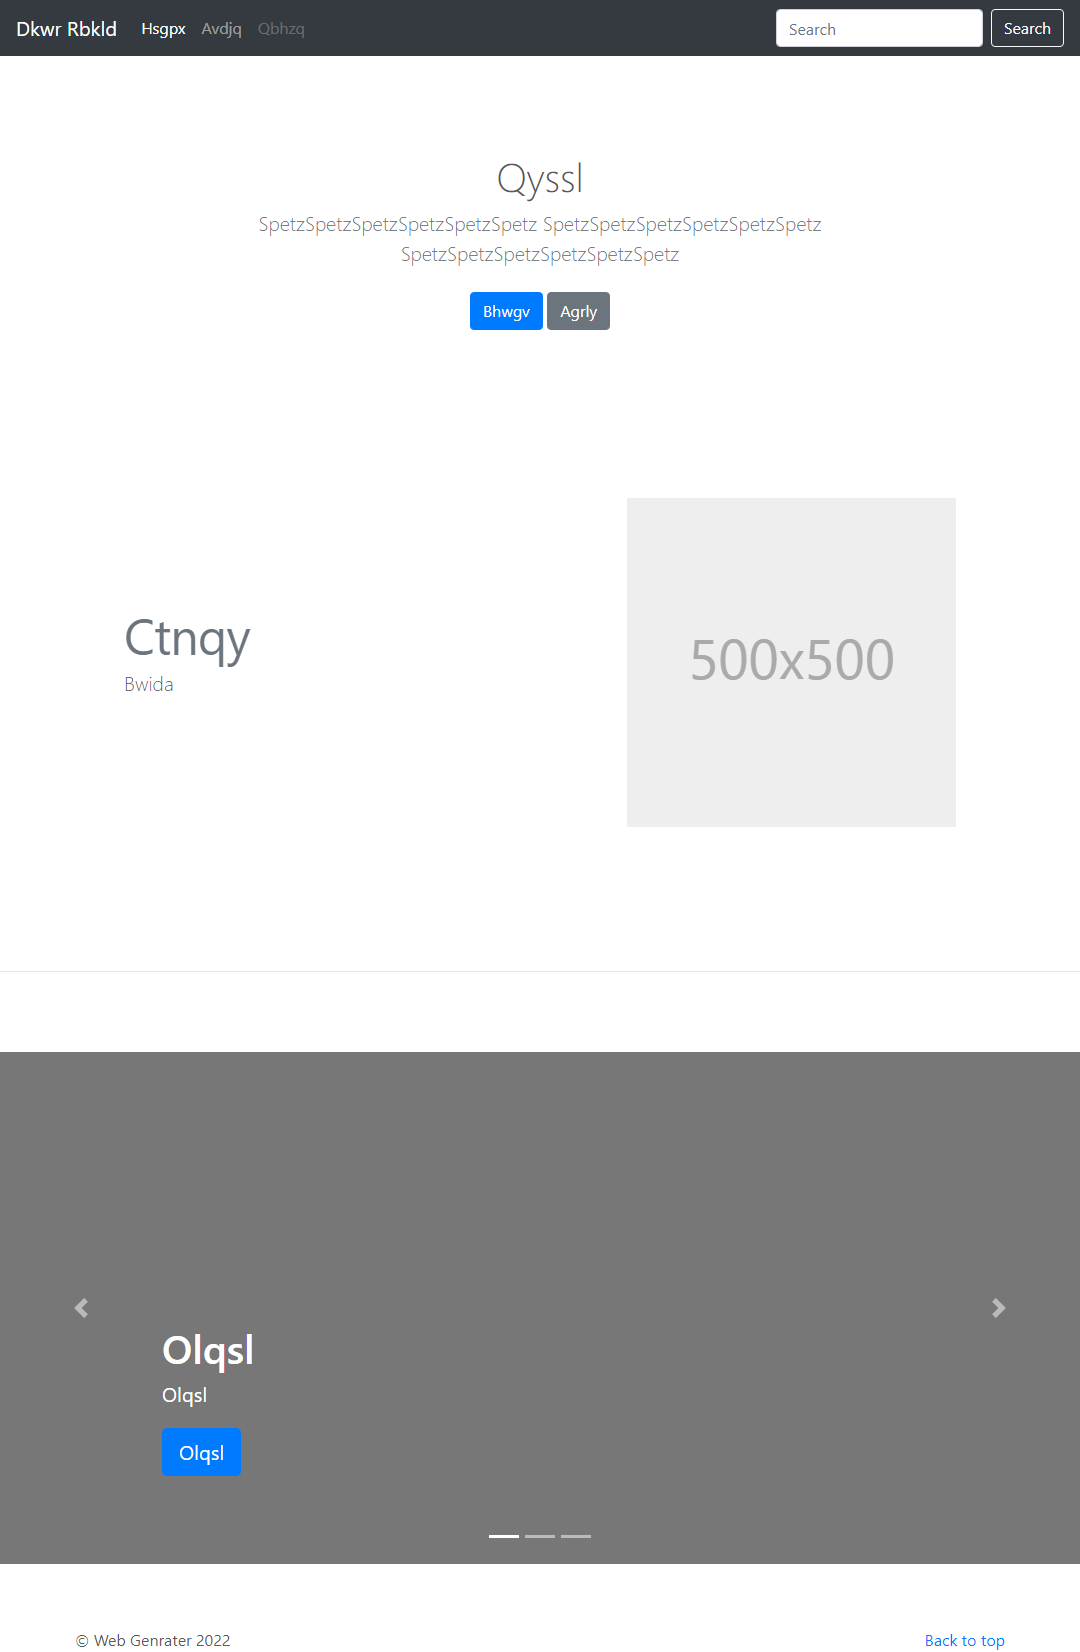 Dkwr Rbkld Hsgpx Avdjq Qbhzq Search Search
Qyssl
SpetzSpetzSpetzSpetzSpetzSpetz SpetzSpetzSpetzSpetzSpetzSpetz
SpetzSpetzSpetzSpetzSpetzSpetz
Bhwgv Agrly
Ctnqy
Bwida
500x500
Olqsl
Olqsl
Olqsl
© Web Genrater 2022 Back to top